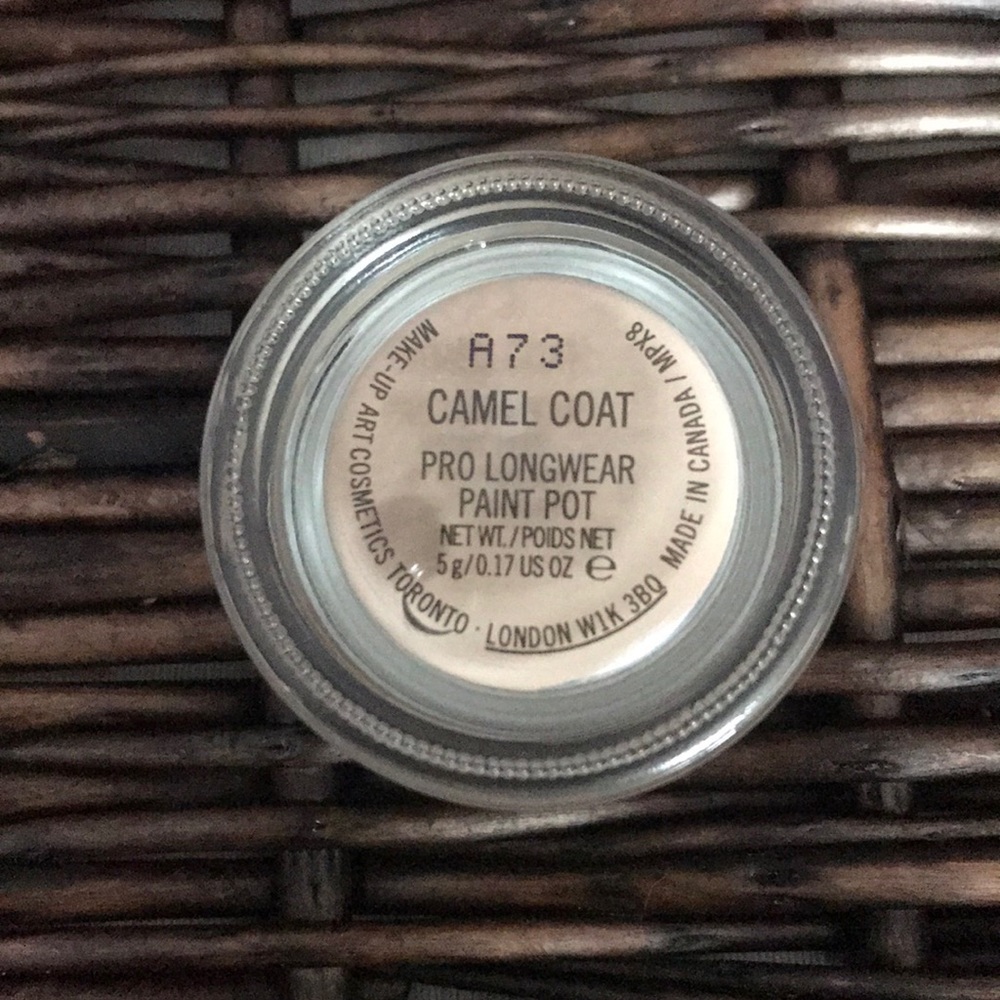 A73
CAMEL COAT
PRO LONGWEAR
PAINT POT
NET WT./POIDS NET
5 g/0.17 US OZ ℮
MAKE-UP ART COSMETICS TORONTO · LONDON W1K 3BQ MADE IN CANADA / MPX8